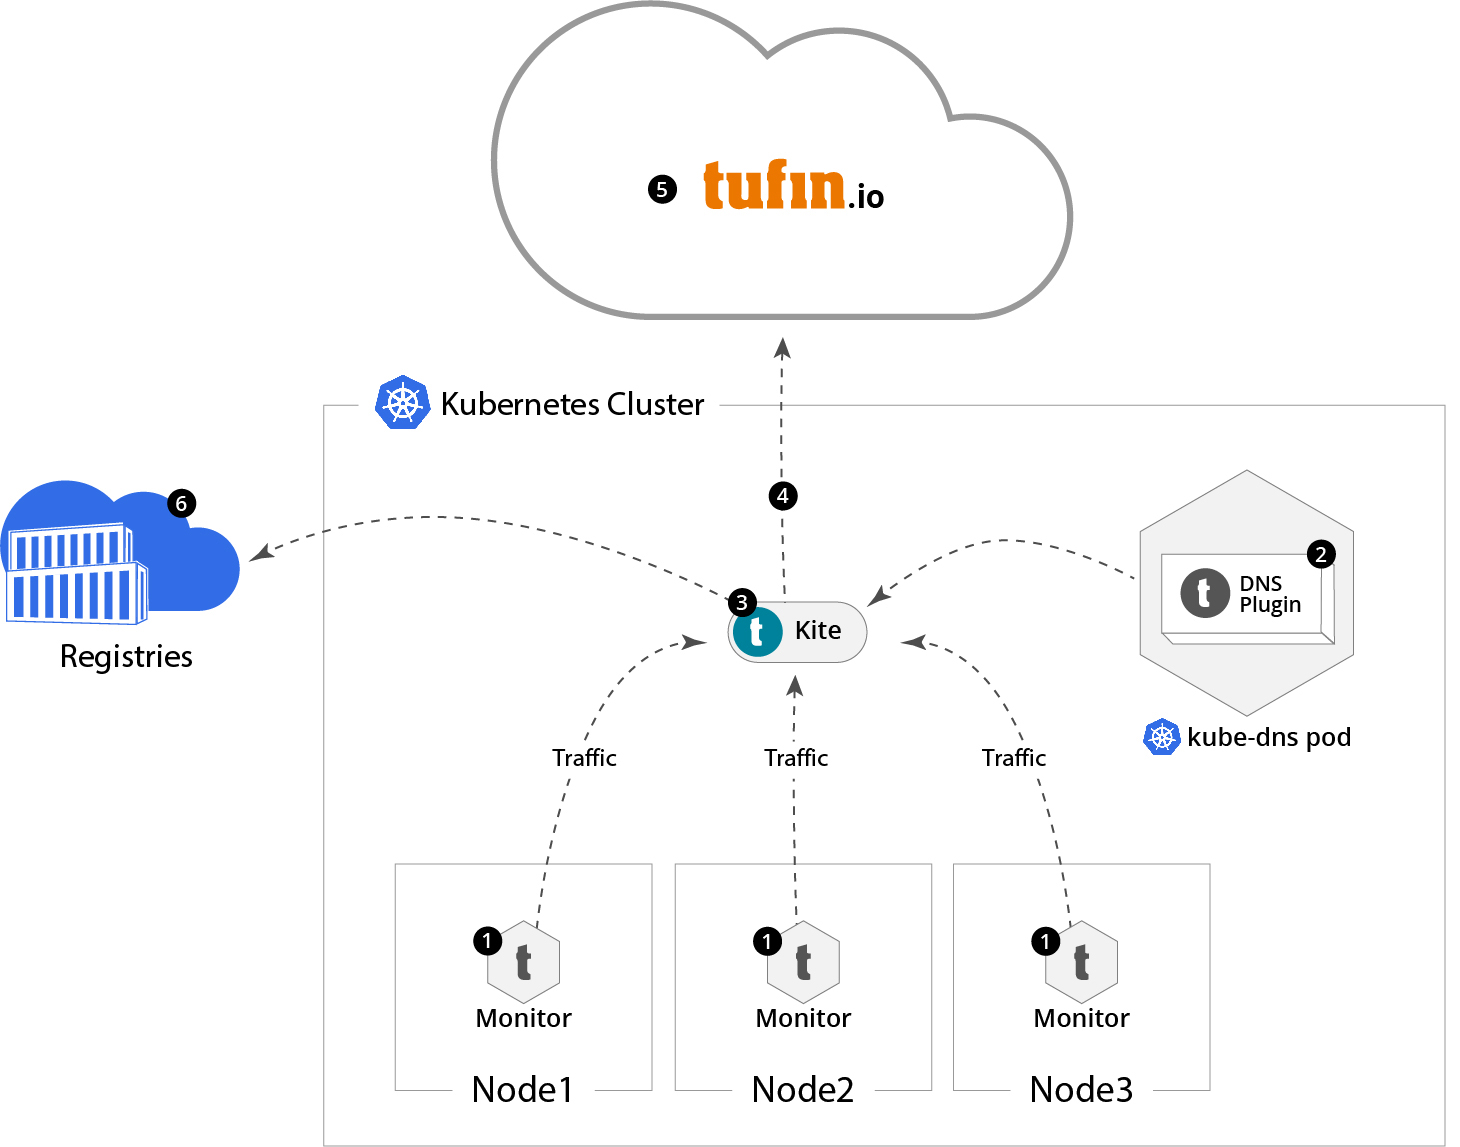 5
tufin.io
Kubernetes Cluster
6
4
2
DNS
Plugin
3
t
Kite
t
Registries
kube-dns pod
Traffic
Traffic
Traffic
1
1
1
t
t
t
Monitor
Monitor
Monitor
Node1
Node2
Node3